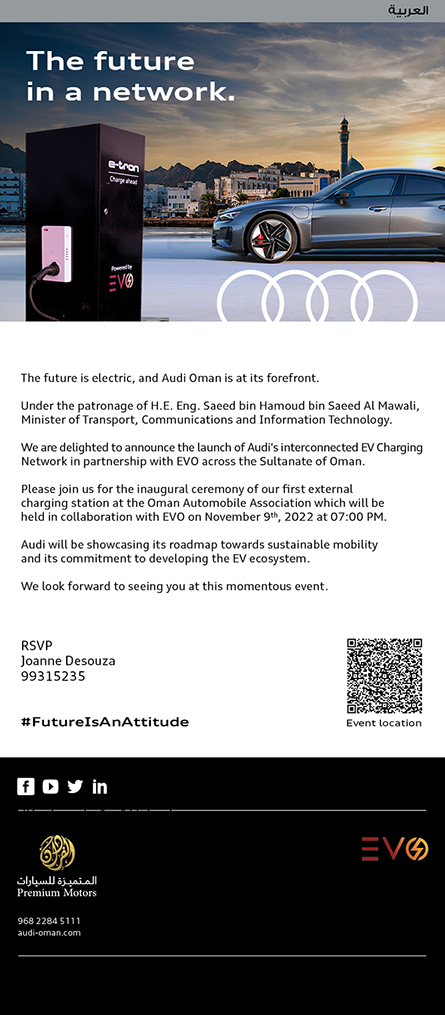 العربية
The future
in a network.
e-tron
Charge ahead
Powered by
EVO
The future is electric, and Audi Oman is at its forefront.
Under the patronage of H.E. Eng. Saeed bin Hamoud bin Saeed Al Mawali,
Minister of Transport, Communications and Information Technology.
We are delighted to announce the launch of Audi's interconnected EV Charging
Network in partnership with EVO across the Sultanate of Oman.
Please join us for the inaugural ceremony of our first external
charging station at the Oman Automobile Association which will be
held in collaboration with EVO on November 9th, 2022 at 07:00 PM.
Audi will be showcasing its roadmap towards sustainable mobility
and its commitment to developing the EV ecosystem.
We look forward to seeing you at this momentous event.
RSVP
Joanne Desouza
99315235
#FutureIsAnAttitude
Event location
المتميزة للسيارات
Premium Motors
EVO
968 2284 5111
audi-oman.com